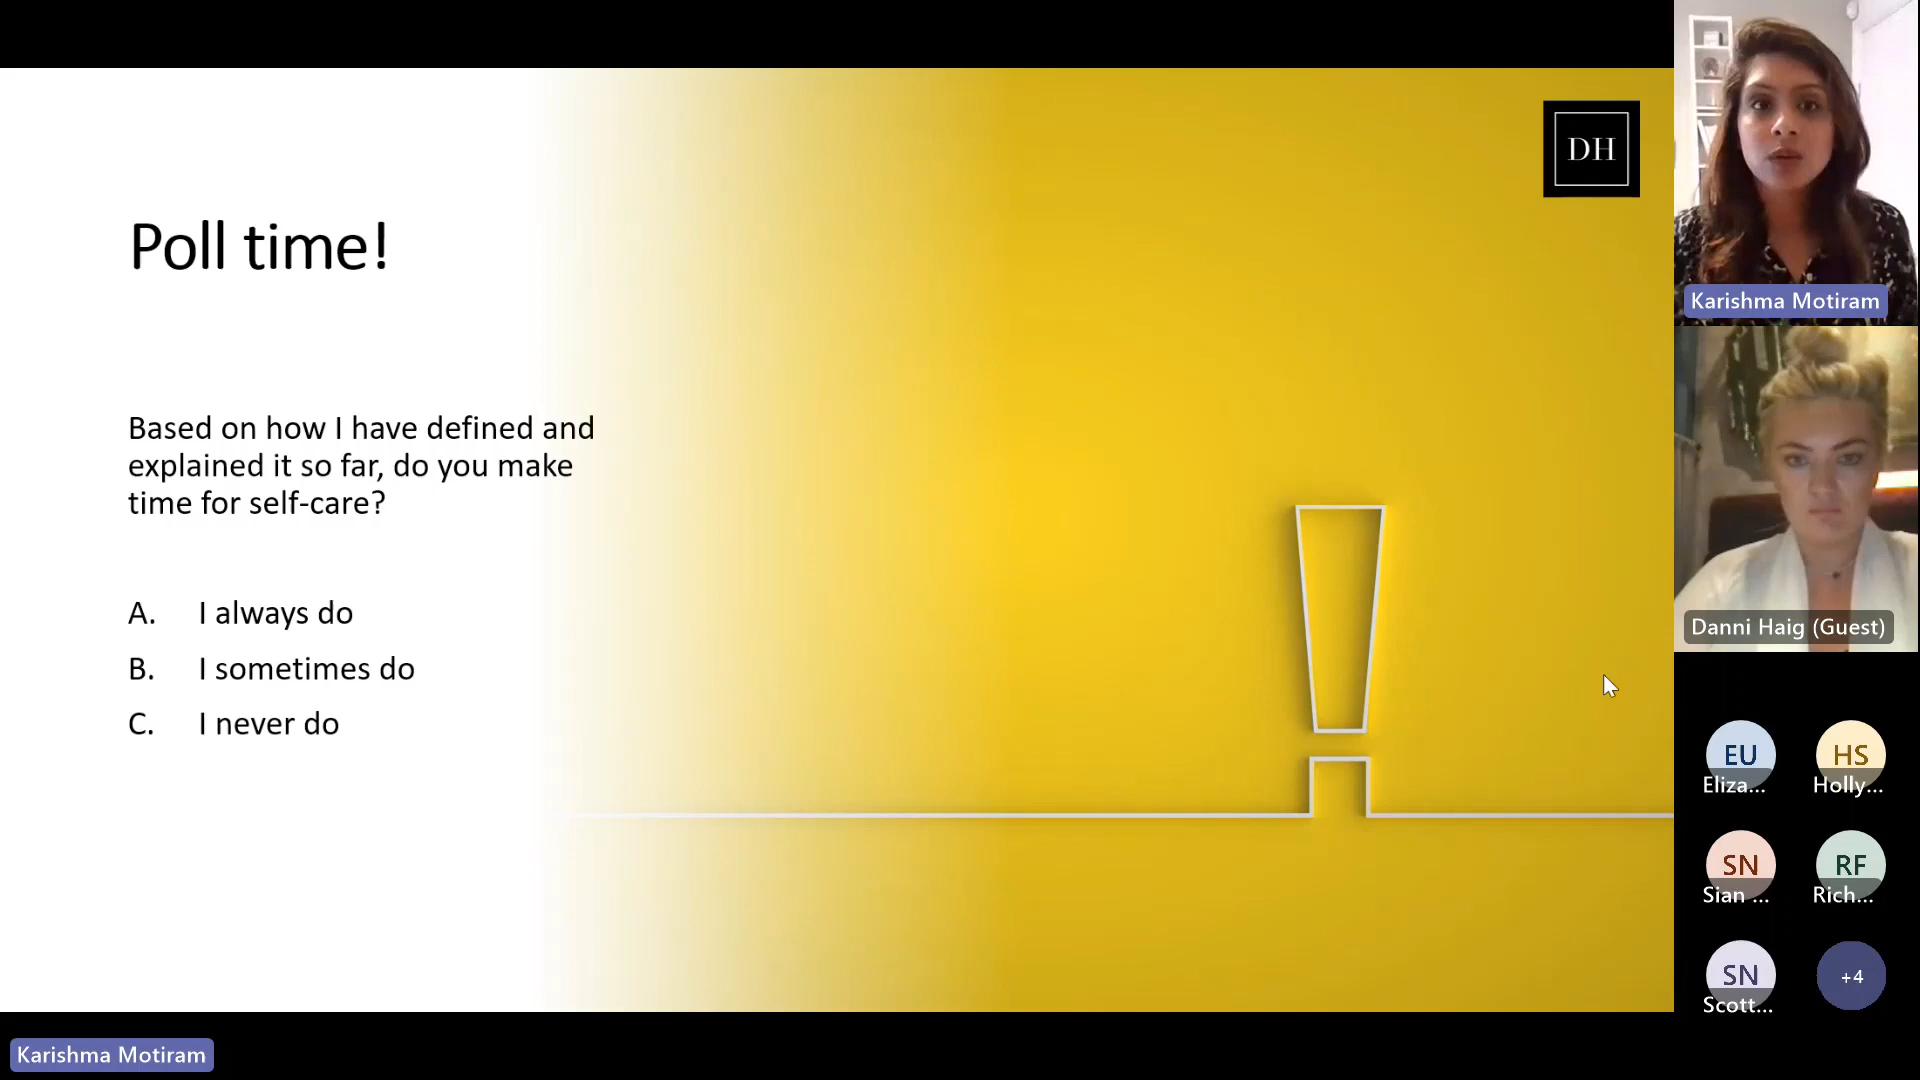 DH
Poll time!
Based on how I have defined and
explained it so far, do you make
time for self-care?
A. I always do
B. I sometimes do
C. I never do
Karishma Motiram
Danni Haig (Guest)
EU
Eliza...
HS
Holly...
SN
Sian ...
RF
Rich...
SN
Scott...
+4
Karishma Motiram